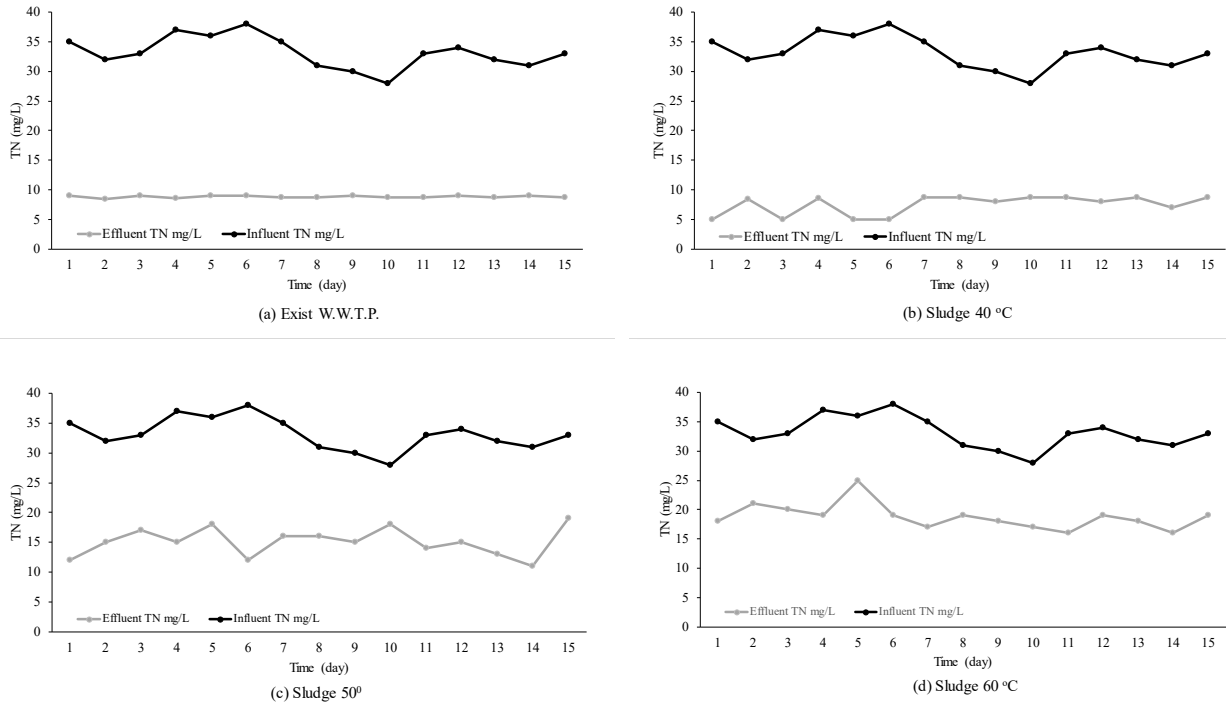 40
35
30
25
20
15
10
5
0
TN (mg/L)
Effluent TN mg/L Influent TN mg/L
1 2 3 4 5 6 7 8 9 10 11 12 13 14 15
Time (day)
(a) Exist W.W.T.P.
40
35
30
25
20
15
10
5
0
TN (mg/L)
Effluent TN mg/L Influent TN mg/L
1 2 3 4 5 6 7 8 9 10 11 12 13 14 15
Time (day)
(b) Sludge 40 °C
40
35
30
25
20
15
10
5
0
TN (mg/L)
Effluent TN mg/L Influent TN mg/L
1 2 3 4 5 6 7 8 9 10 11 12 13 14 15
Time (day)
(c) Sludge 50⁰
40
35
30
25
20
15
10
5
0
TN (mg/L)
Effluent TN mg/L Influent TN mg/L
1 2 3 4 5 6 7 8 9 10 11 12 13 14 15
Time (day)
(d) Sludge 60 °C